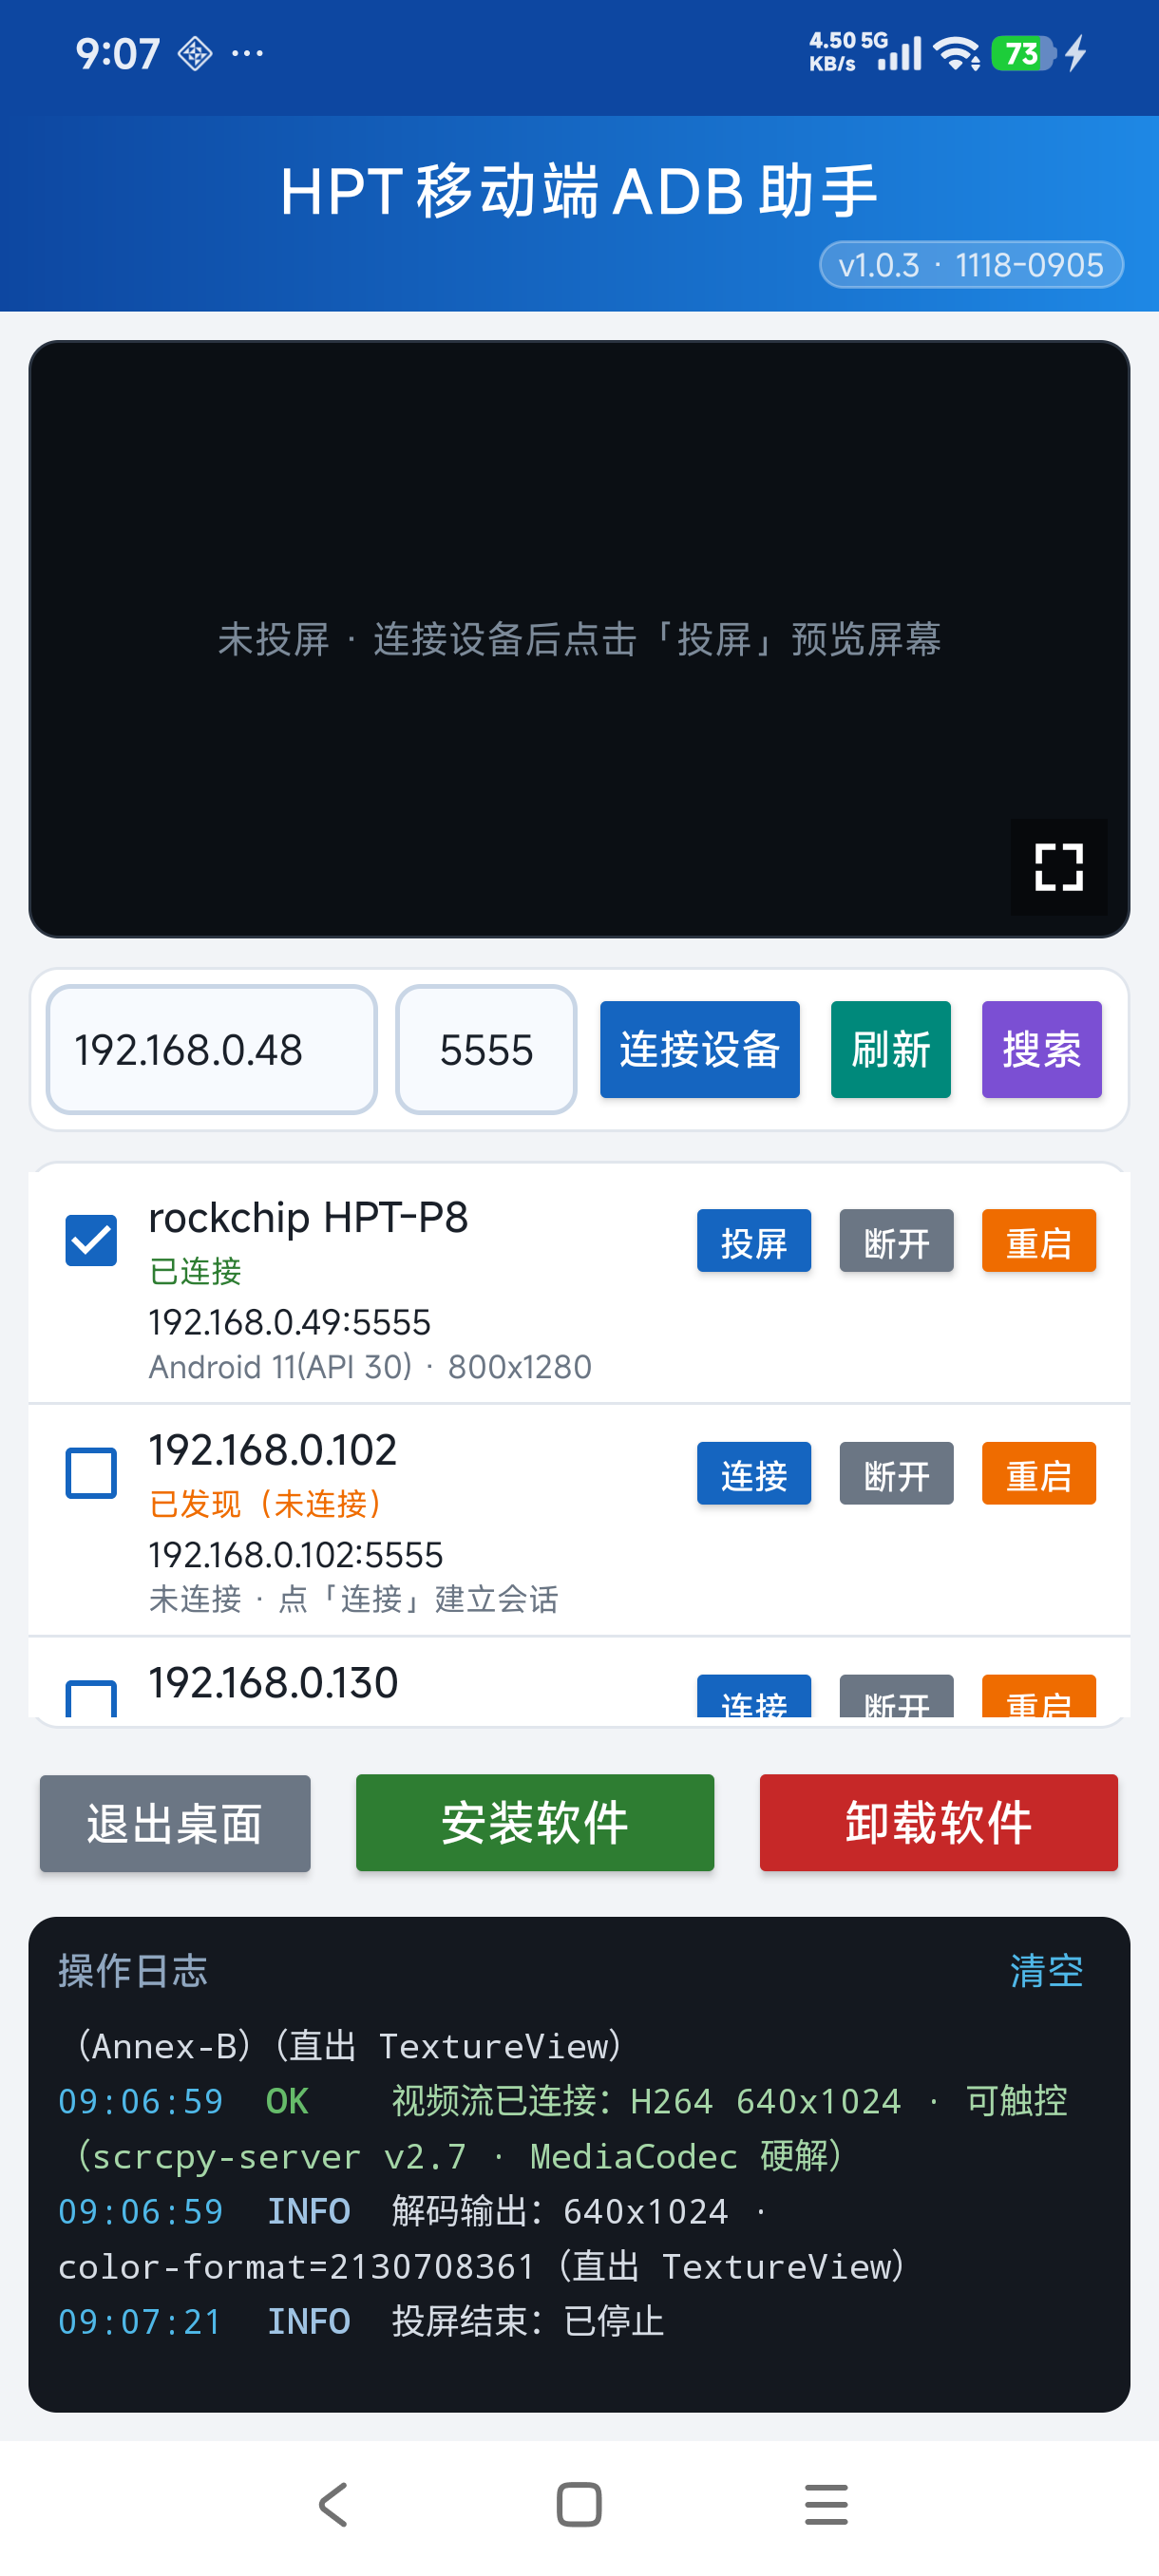 9:07 ...
4.50 KB/s 5G 73
HPT 移动端 ADB 助手
v1.0.3 · 1118-0905
未投屏 · 连接设备后点击「投屏」预览屏幕
192.168.0.48 5555 连接设备 刷新 搜索
rockchip HPT-P8 投屏 断开 重启
已连接
192.168.0.49:5555
Android 11(API 30) · 800x1280
192.168.0.102 连接 断开 重启
已发现（未连接）
192.168.0.102:5555
未连接 · 点「连接」建立会话
192.168.0.130 连接 断开 重启
退出桌面 安装软件 卸载软件
操作日志 清空
（Annex-B）（直出 TextureView）
09:06:59 OK 视频流已连接：H264 640x1024 · 可触控
（scrcpy-server v2.7 · MediaCodec 硬解）
09:06:59 INFO 解码输出：640x1024 ·
color-format=2130708361（直出 TextureView）
09:07:21 INFO 投屏结束：已停止